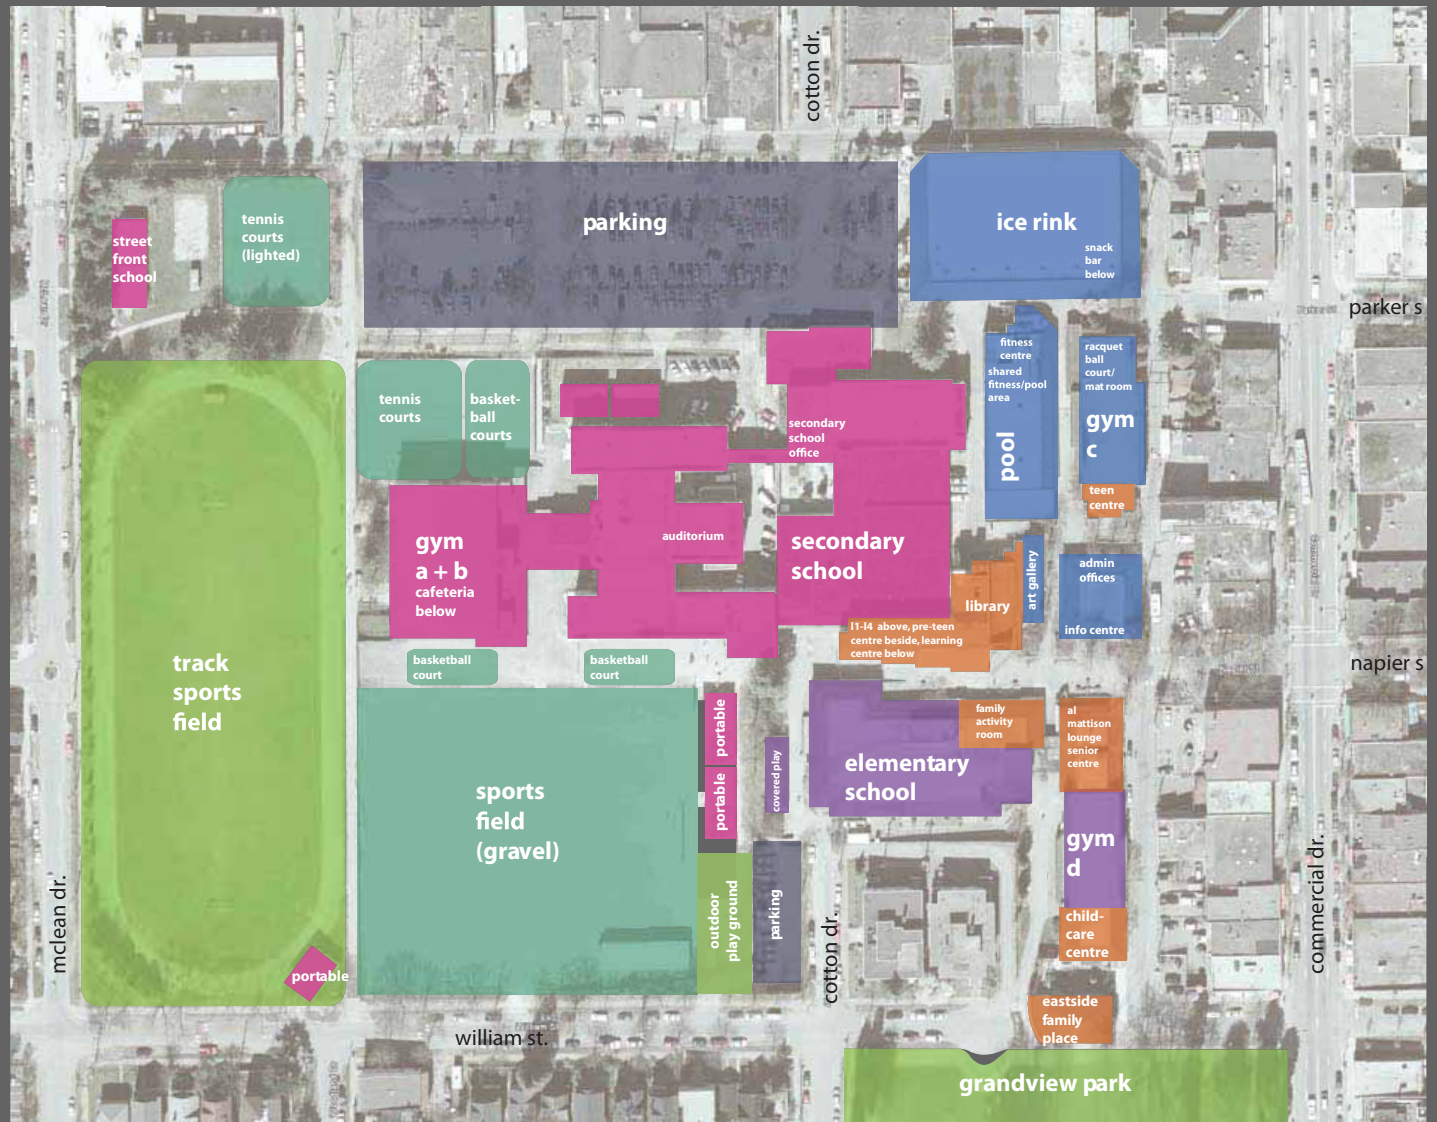 cotton dr.
parking
ice rink
snack
bar
below
tennis
courts
(lighted)
street
front
school
parker s
fitness
centre
shared
fitness/pool
area
pool
racquet
ball
court/
mat room
gym
c
teen
centre
tennis
courts
basket-
ball
courts
secondary
school
office
auditorium
gym
a + b
cafeteria
below
secondary
school
library
art gallery
admin
offices
info centre
l1-l4 above, pre-teen
centre beside, learning
centre below
basketball
court
basketball
court
napier s
track
sports
field
portable
portable
covered play
family
activity
room
elementary
school
al
mattison
lounge
senior
centre
sports
field
(gravel)
gym
d
outdoor
play ground
parking
child-
care
centre
mclean dr.
cotton dr.
commercial dr.
portable
eastside
family
place
william st.
grandview park